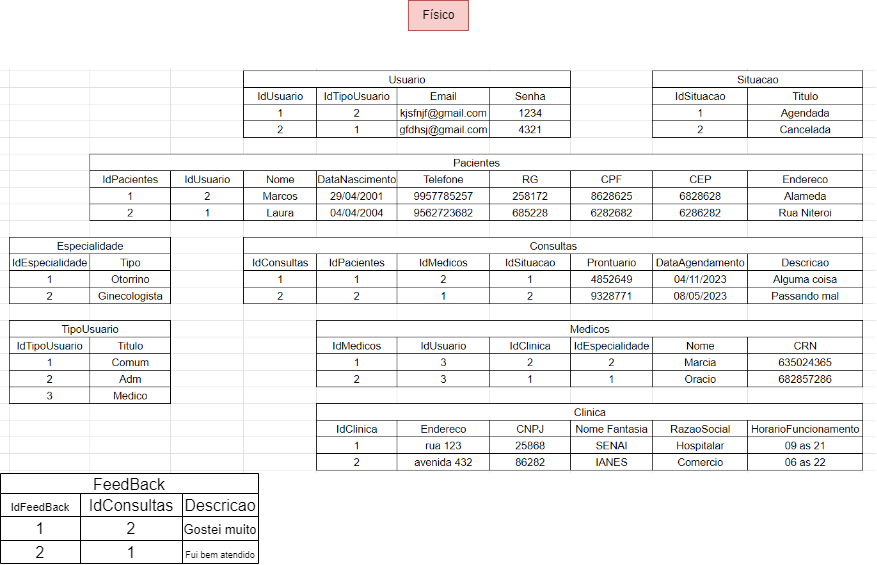 Físico
Usuario
IdUsuario IdTipoUsuario Email Senha
1 2 kjsfnjf@gmail.com 1234
2 1 gfdhsj@gmail.com 4321
Situacao
IdSituacao Titulo
1 Agendada
2 Cancelada
Pacientes
IdPacientes IdUsuario Nome DataNascimento Telefone RG CPF CEP Endereco
1 2 Marcos 29/04/2001 9957785257 258172 8628625 6828628 Alameda
2 1 Laura 04/04/2004 9562723682 685228 6282682 6286282 Rua Niteroi
Especialidade
IdEspecialidade Tipo
1 Otorrino
2 Ginecologista
Consultas
IdConsultas IdPacientes IdMedicos IdSituacao Prontuario DataAgendamento Descricao
1 1 2 1 4852649 04/11/2023 Alguma coisa
2 2 1 2 9328771 08/05/2023 Passando mal
TipoUsuario
IdTipoUsuario Titulo
1 Comum
2 Adm
3 Medico
Medicos
IdMedicos IdUsuario IdClinica IdEspecialidade Nome CRN
1 3 2 2 Marcia 635024365
2 3 1 1 Oracio 682857286
Clinica
IdClinica Endereco CNPJ Nome Fantasia RazaoSocial HorarioFuncionamento
1 rua 123 25868 SENAI Hospitalar 09 as 21
2 avenida 432 86282 IANES Comercio 06 as 22
FeedBack
IdFeedBack IdConsultas Descricao
1 2 Gostei muito
2 1 Fui bem atendido